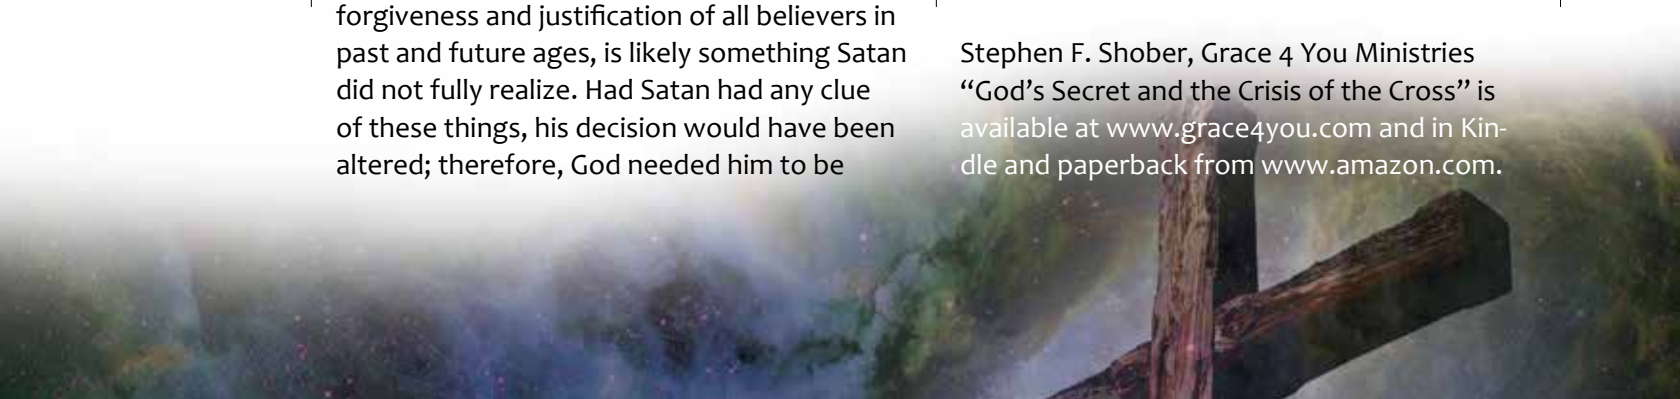 forgiveness and justification of all believers in
past and future ages, is likely something Satan
did not fully realize. Had Satan had any clue
of these things, his decision would have been
altered; therefore, God needed him to be
Stephen F. Shober, Grace 4 You Ministries
“God’s Secret and the Crisis of the Cross” is
available at www.grace4you.com and in Kin-
dle and paperback from www.amazon.com.